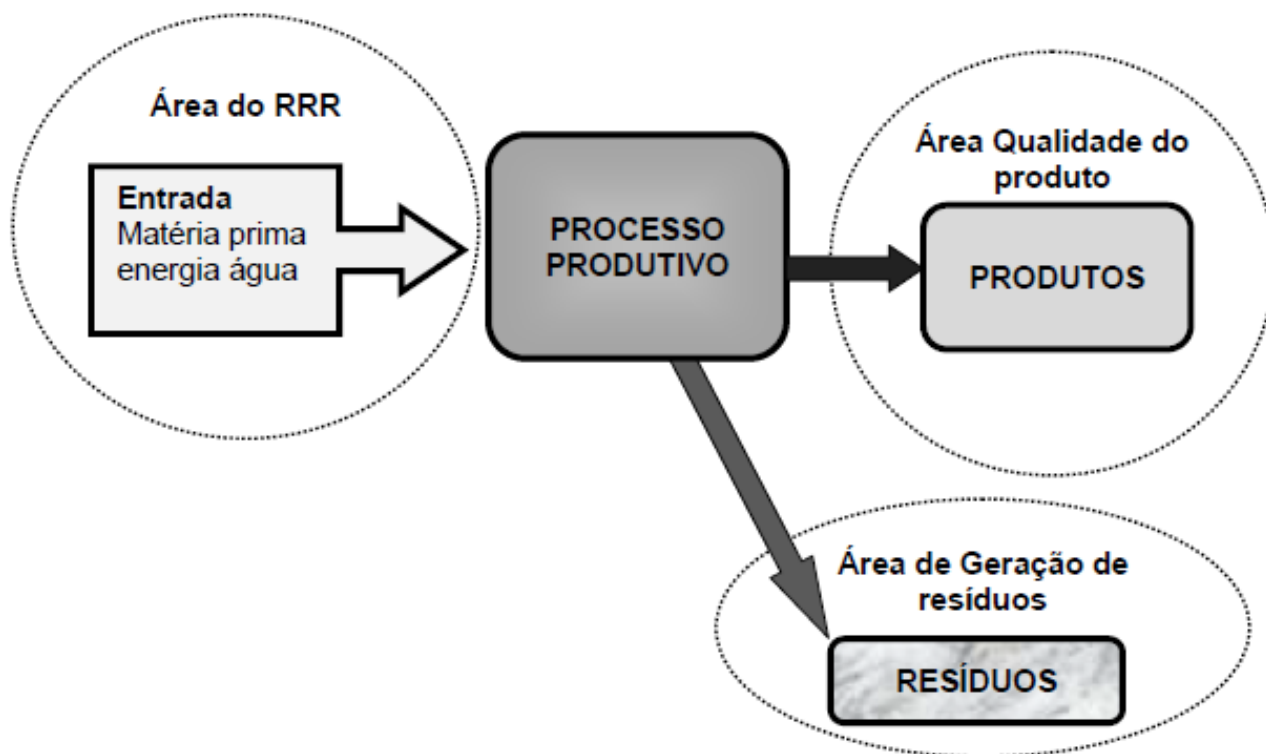 Área do RRR
Entrada
Matéria prima
energia água
PROCESSO
PRODUTIVO
Área Qualidade do
produto
PRODUTOS
Área de Geração de
resíduos
RESÍDUOS